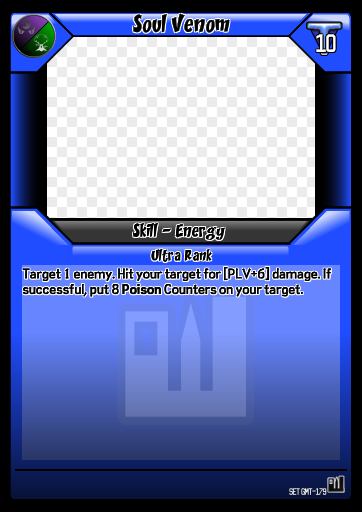 Soul Venom
10
Skill - Energy
Ultra Rank
Target 1 enemy. Hit your target for [PLV+6] damage. If
successful, put 8 Poison Counters on your target.
SET GMT-179